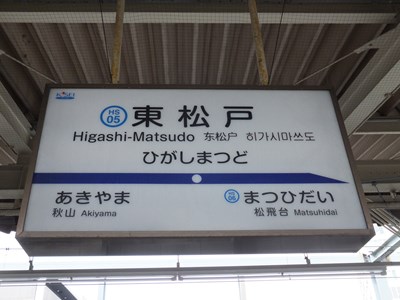 HS
05
東松戸
Higashi-Matsudo 东松户 히가시마쓰도
ひがしまつど
あきやま
秋山 Akiyama
HS
06
まつひだい
松飛台 Matsuhidai